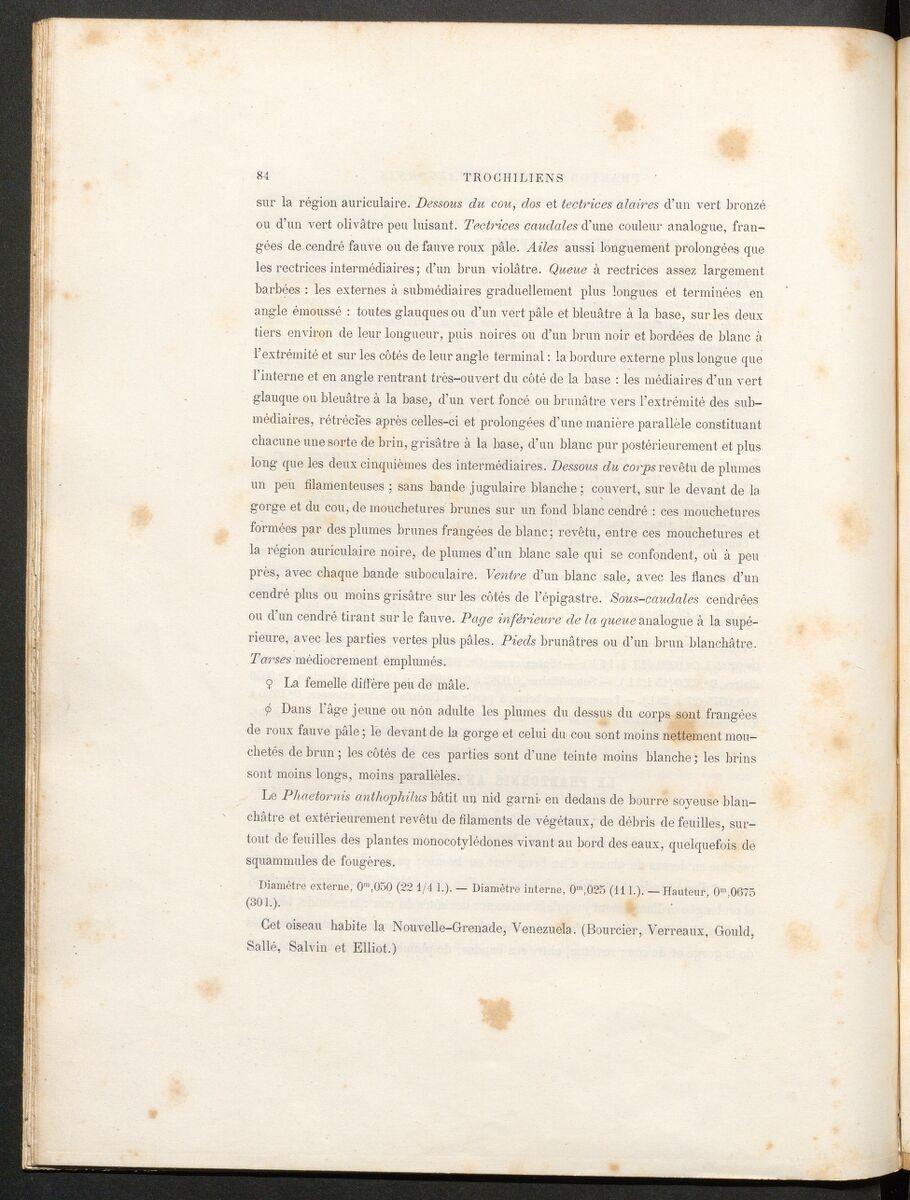 84 TROCHILIENS
sur la région auriculaire. Dessous du cou, dos et tectrices alaires d'un vert bronzé
ou d'un vert olivâtre peu luisant. Tectrices caudales d'une couleur analogue, fran-
gées de cendré fauve ou de fauve roux pâle. Ailes aussi longuement prolongées que
les rectrices intermédiaires; d'un brun violâtre. Queue à rectrices assez largement
barbées : les externes à submédiaires graduellement plus longues et terminées en
angle émoussé : toutes glauques ou d'un vert pâle et bleuâtre à la base, sur les deux
tiers environ de leur longueur, puis noires ou d'un brun noir et bordées de blanc à
l'extrémité et sur les côtés de leur angle terminal : la bordure externe plus longue que
l'interne et en angle rentrant très-ouvert du côté de la base : les médiaires d'un vert
glauque ou bleuâtre à la base, d'un vert foncé ou brunâtre vers l'extrémité des sub-
médiaires, rétrécies après celles-ci et prolongées d'une manière parallèle constituant
chacune une sorte de brin, grisâtre à la base, d'un blanc pur postérieurement et plus
long que les deux cinquièmes des intermédiaires. Dessous du corps revêtu de plumes
un peu filamenteuses ; sans bande jugulaire blanche ; couvert, sur le devant de la
gorge et du cou, de mouchetures brunes sur un fond blanc cendré : ces mouchetures
formées par des plumes brunes frangées de blanc; revêtu, entre ces mouchetures et
la région auriculaire noire, de plumes d'un blanc sale qui se confondent, où à peu
près, avec chaque bande suboculaire. Ventre d'un blanc sale, avec les flancs d'un
cendré plus ou moins grisâtre sur les côtés de l'épigastre. Sous-caudales cendrées
ou d'un cendré tirant sur le fauve. Page inférieure de la queue analogue à la supé-
rieure, avec les parties vertes plus pâles. Pieds brunâtres ou d'un brun blanchâtre.
Tarses médiocrement emplumés.
♀ La femelle diffère peu de mâle.
⚲ Dans l'âge jeune ou non adulte les plumes du dessus du corps sont frangées
de roux fauve pâle; le devant de la gorge et celui du cou sont moins nettement mou-
chetés de brun ; les côtés de ces parties sont d'une teinte moins blanche; les brins
sont moins longs, moins parallèles.
Le Phaetornis anthophilus bâtit un nid garni en dedans de bourre soyeuse blan-
châtre et extérieurement revêtu de filaments de végétaux, de débris de feuilles, sur-
tout de feuilles des plantes monocotylédones vivant au bord des eaux, quelquefois de
squammules de fougères.
Diamètre externe, 0m,050 (22 1/4 l.). — Diamètre interne, 0m,025 (11 l.). — Hauteur, 0m,0675
(30 l.).
Cet oiseau habite la Nouvelle-Grenade, Venezuela. (Bourcier, Verreaux, Gould,
Sallé, Salvin et Elliot.)